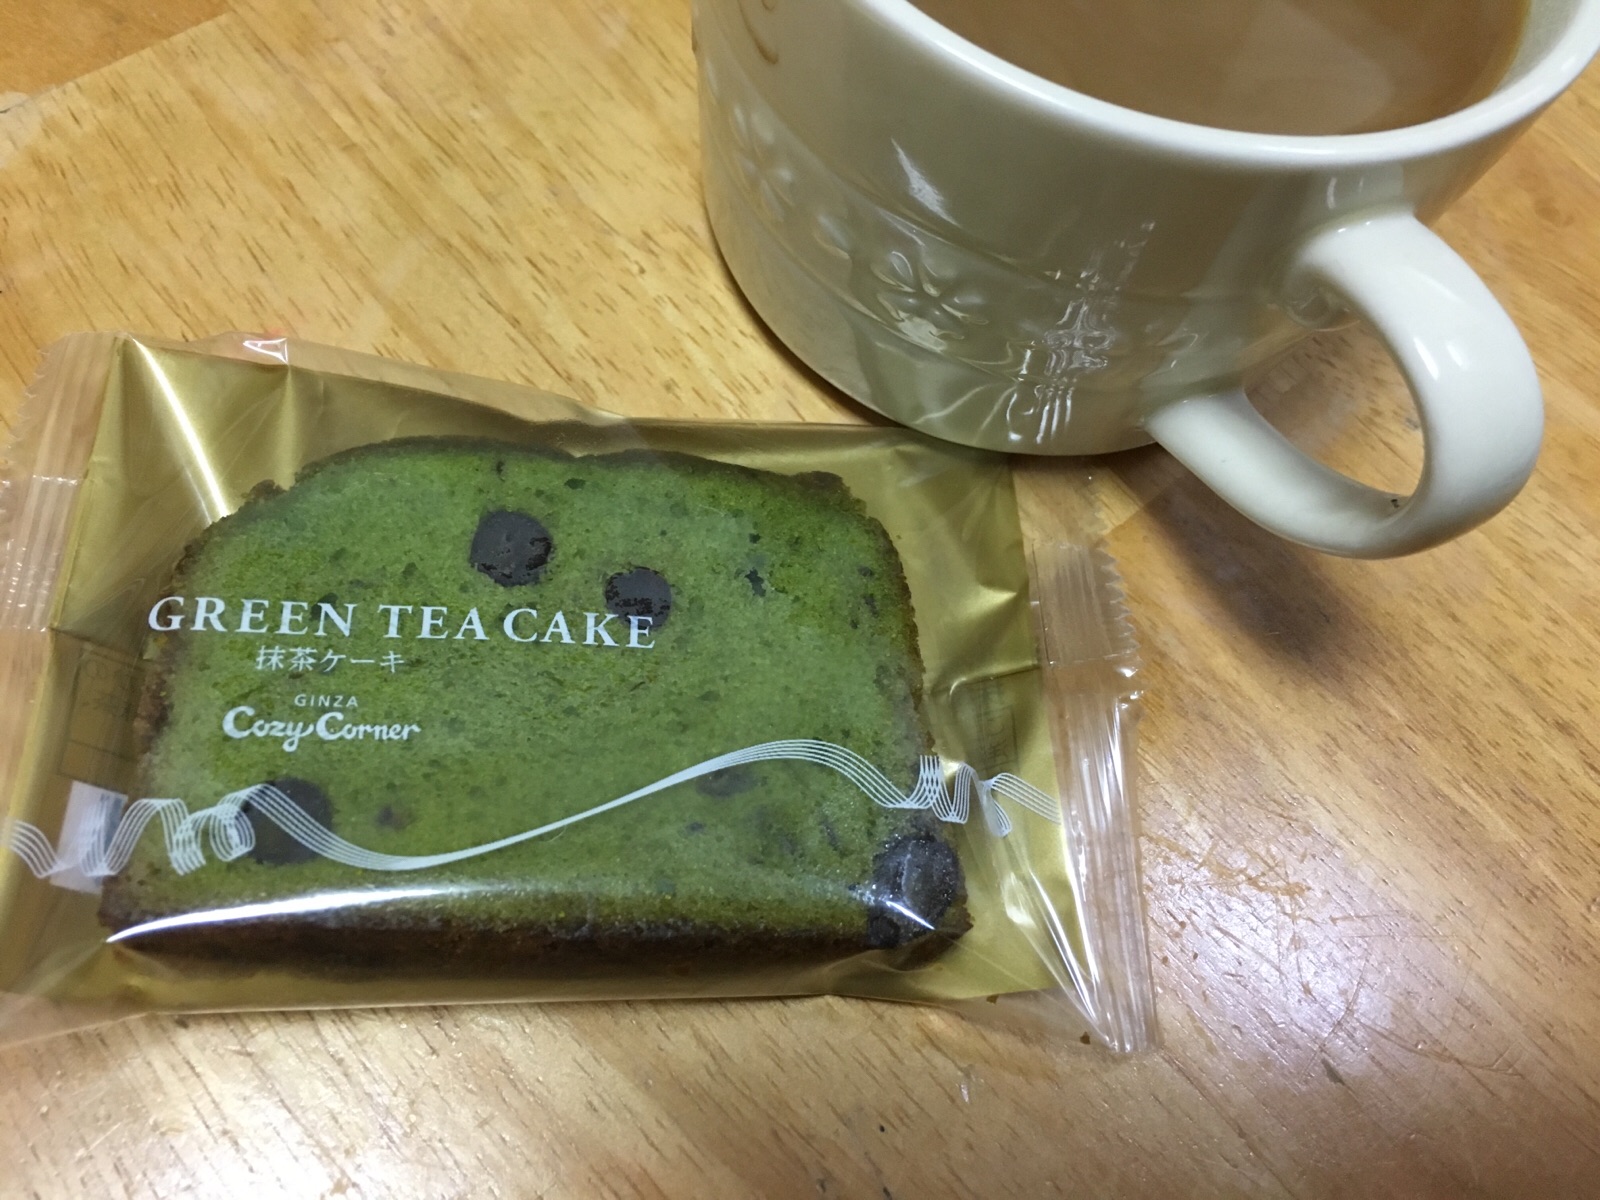 GREEN TEA CAKE
抹茶ケーキ
GINZA
Cozy Corner